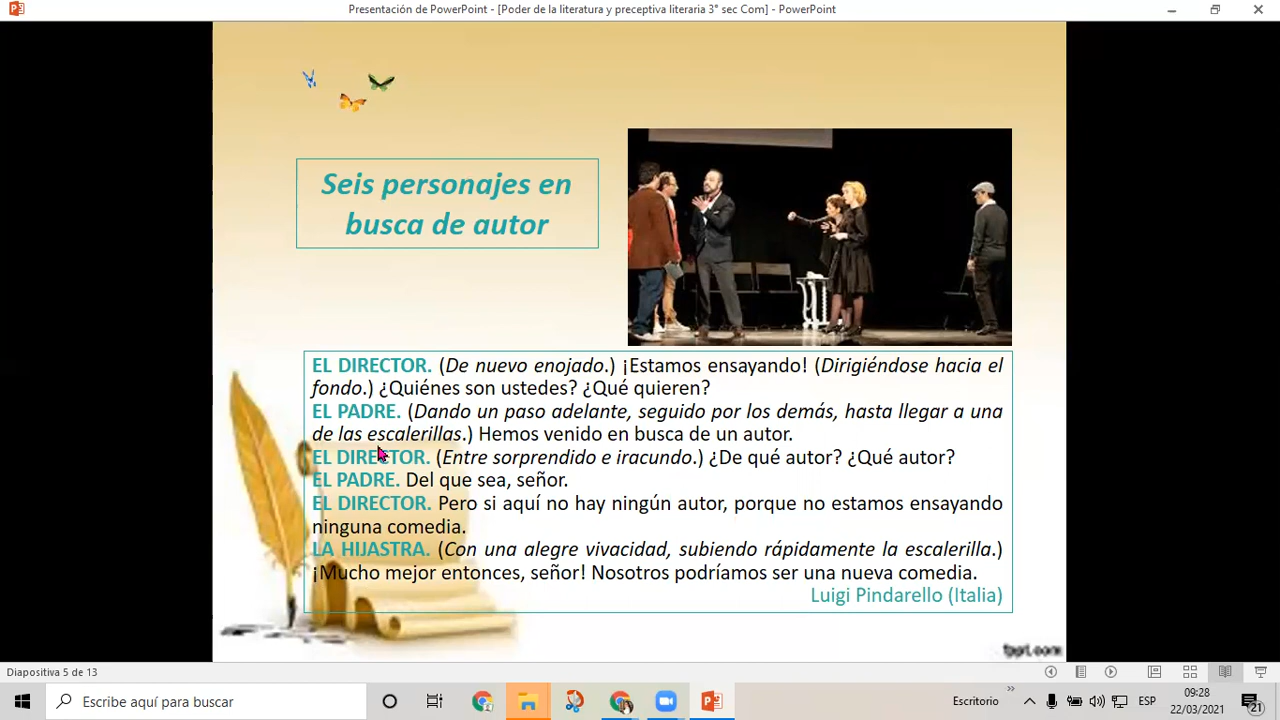 Presentación de PowerPoint - [Poder de la literatura y preceptiva literaria 3° sec Com] - PowerPoint
Seis personajes en
busca de autor
EL DIRECTOR. (De nuevo enojado.) ¡Estamos ensayando! (Dirigiéndose hacia el
fondo.) ¿Quiénes son ustedes? ¿Qué quieren?
EL PADRE. (Dando un paso adelante, seguido por los demás, hasta llegar a una
de las escalerillas.) Hemos venido en busca de un autor.
EL DIRECTOR. (Entre sorprendido e iracundo.) ¿De qué autor? ¿Qué autor?
EL PADRE. Del que sea, señor.
EL DIRECTOR. Pero si aquí no hay ningún autor, porque no estamos ensayando
ninguna comedia.
LA HIJASTRA. (Con una alegre vivacidad, subiendo rápidamente la escalerilla.)
¡Mucho mejor entonces, señor! Nosotros podríamos ser una nueva comedia.
Luigi Pindarello (Italia)
fppt.com
Diapositiva 5 de 13
Escribe aquí para buscar
Escritorio
ESP
09:28
22/03/2021
21